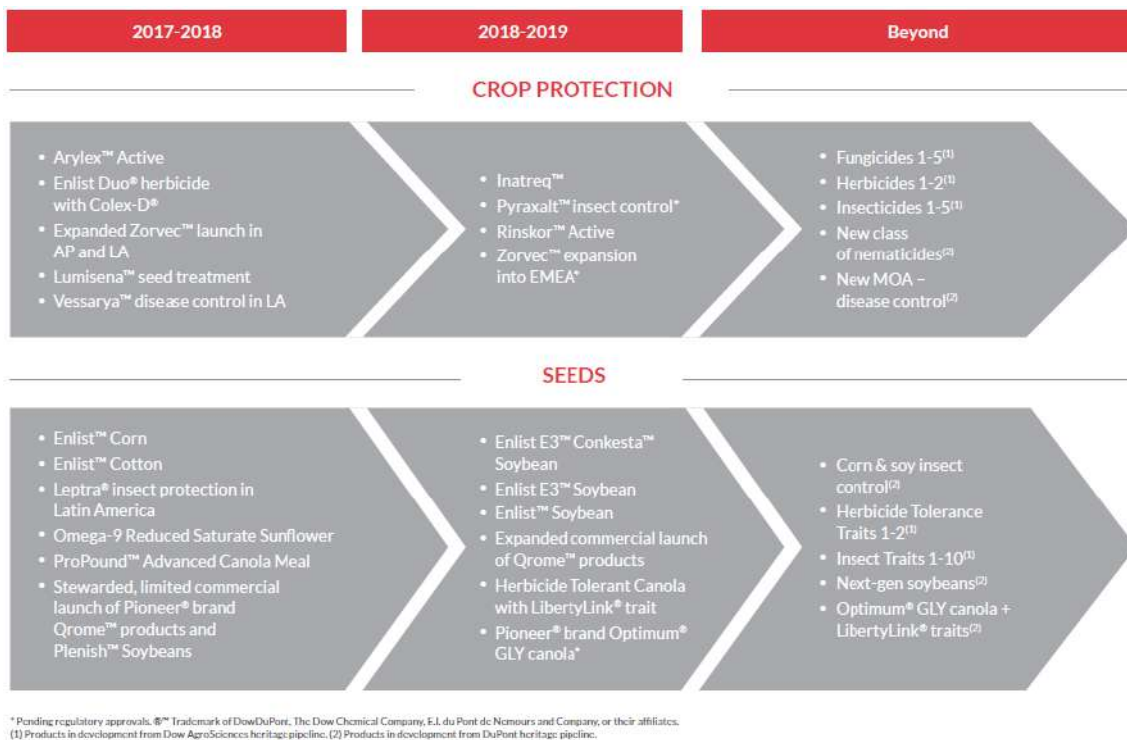 2017-2018
2018-2019
Beyond
CROP PROTECTION
• Arylex™ Active
• Enlist Duo® herbicide
with Colex-D®
• Expanded Zorvec™ launch in
AP and LA
• Lumisena™ seed treatment
• Vessarya™ disease control in LA
• Inatreq™
• Pyraxalt™ insect control*
• Rinskor™ Active
• Zorvec™ expansion
into EMEA*
• Fungicides 1-5(1)
• Herbicides 1-2(1)
• Insecticides 1-5(1)
• New class
of nematicides(2)
• New MOA –
disease control(2)
SEEDS
• Enlist™ Corn
• Enlist™ Cotton
• Leptra® insect protection in
Latin America
• Omega-9 Reduced Saturate Sunflower
• ProPound™ Advanced Canola Meal
• Stewarded, limited commercial
launch of Pioneer® brand
Qrome™ products and
Plenish™ Soybeans
• Enlist E3™ Conkesta™
Soybean
• Enlist E3™ Soybean
• Enlist™ Soybean
• Expanded commercial launch
of Qrome™ products
• Herbicide Tolerant Canola
with LibertyLink® trait
• Pioneer® brand Optimum®
GLY canola*
• Corn & soy insect
control(2)
• Herbicide Tolerance
Traits 1-2(1)
• Insect Traits 1-10(1)
• Next-gen soybeans(2)
• Optimum® GLY canola +
LibertyLink® traits(2)
* Pending regulatory approvals. ®™ Trademark of DowDuPont, The Dow Chemical Company, E.I. du Pont de Nemours and Company, or their affiliates.
(1) Products in development from Dow AgroSciences heritage pipeline. (2) Products in development from DuPont heritage pipeline.